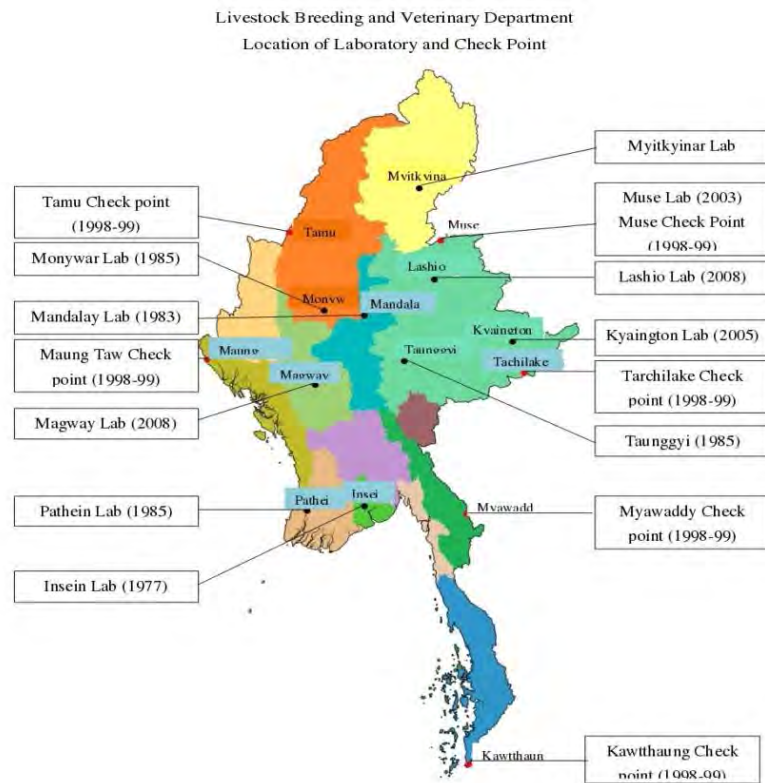 Livestock Breeding and Veterinary Department
Location of Laboratory and Check Point
Myitkyinar Lab
Mvitkvina
Muse Lab (2003)
Muse Check Point
(1998-99)
Tamu Check point
(1998-99)
Muse
Tamu
Monywar Lab (1985)
Lashio
Lashio Lab (2008)
Monvw
Mandala
Mandalay Lab (1983)
Kvaington
Kyaington Lab (2005)
Maung
Maung Taw Check
point (1998-99)
Taunggvi
Tachilake
Tarchilake Check
point (1998-99)
Magwav
Magway Lab (2008)
Taunggyi (1985)
Pathein Lab (1985)
Pathei
Insei
Mvawadd
Myawaddy Check
point (1998-99)
Insein Lab (1977)
Kawtthaun
Kawtthaung Check
point (1998-99)